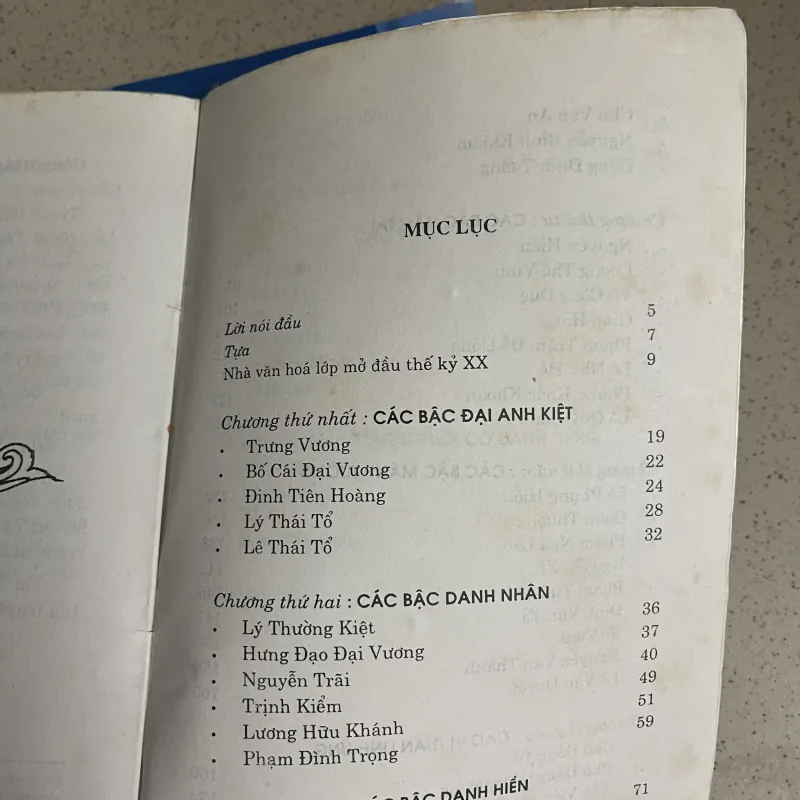 MỤC LỤC
Lời nói đầu 5
Tựa 7
Nhà văn hoá lớp mở đầu thế kỷ XX 9
Chương thứ nhất : CÁC BẬC ĐẠI ANH KIỆT
• Trưng Vương 19
• Bố Cái Đại Vương 22
• Đinh Tiên Hoàng 24
• Lý Thái Tổ 28
• Lê Thái Tổ 32
Chương thứ hai : CÁC BẬC DANH NHÂN
• Lý Thường Kiệt 36
• Hưng Đạo Đại Vương 37
• Nguyễn Trãi 40
• Trịnh Kiểm 49
• Lương Hữu Khánh 51
• Phạm Đình Trọng 59
BẬC DANH HIỀN
71